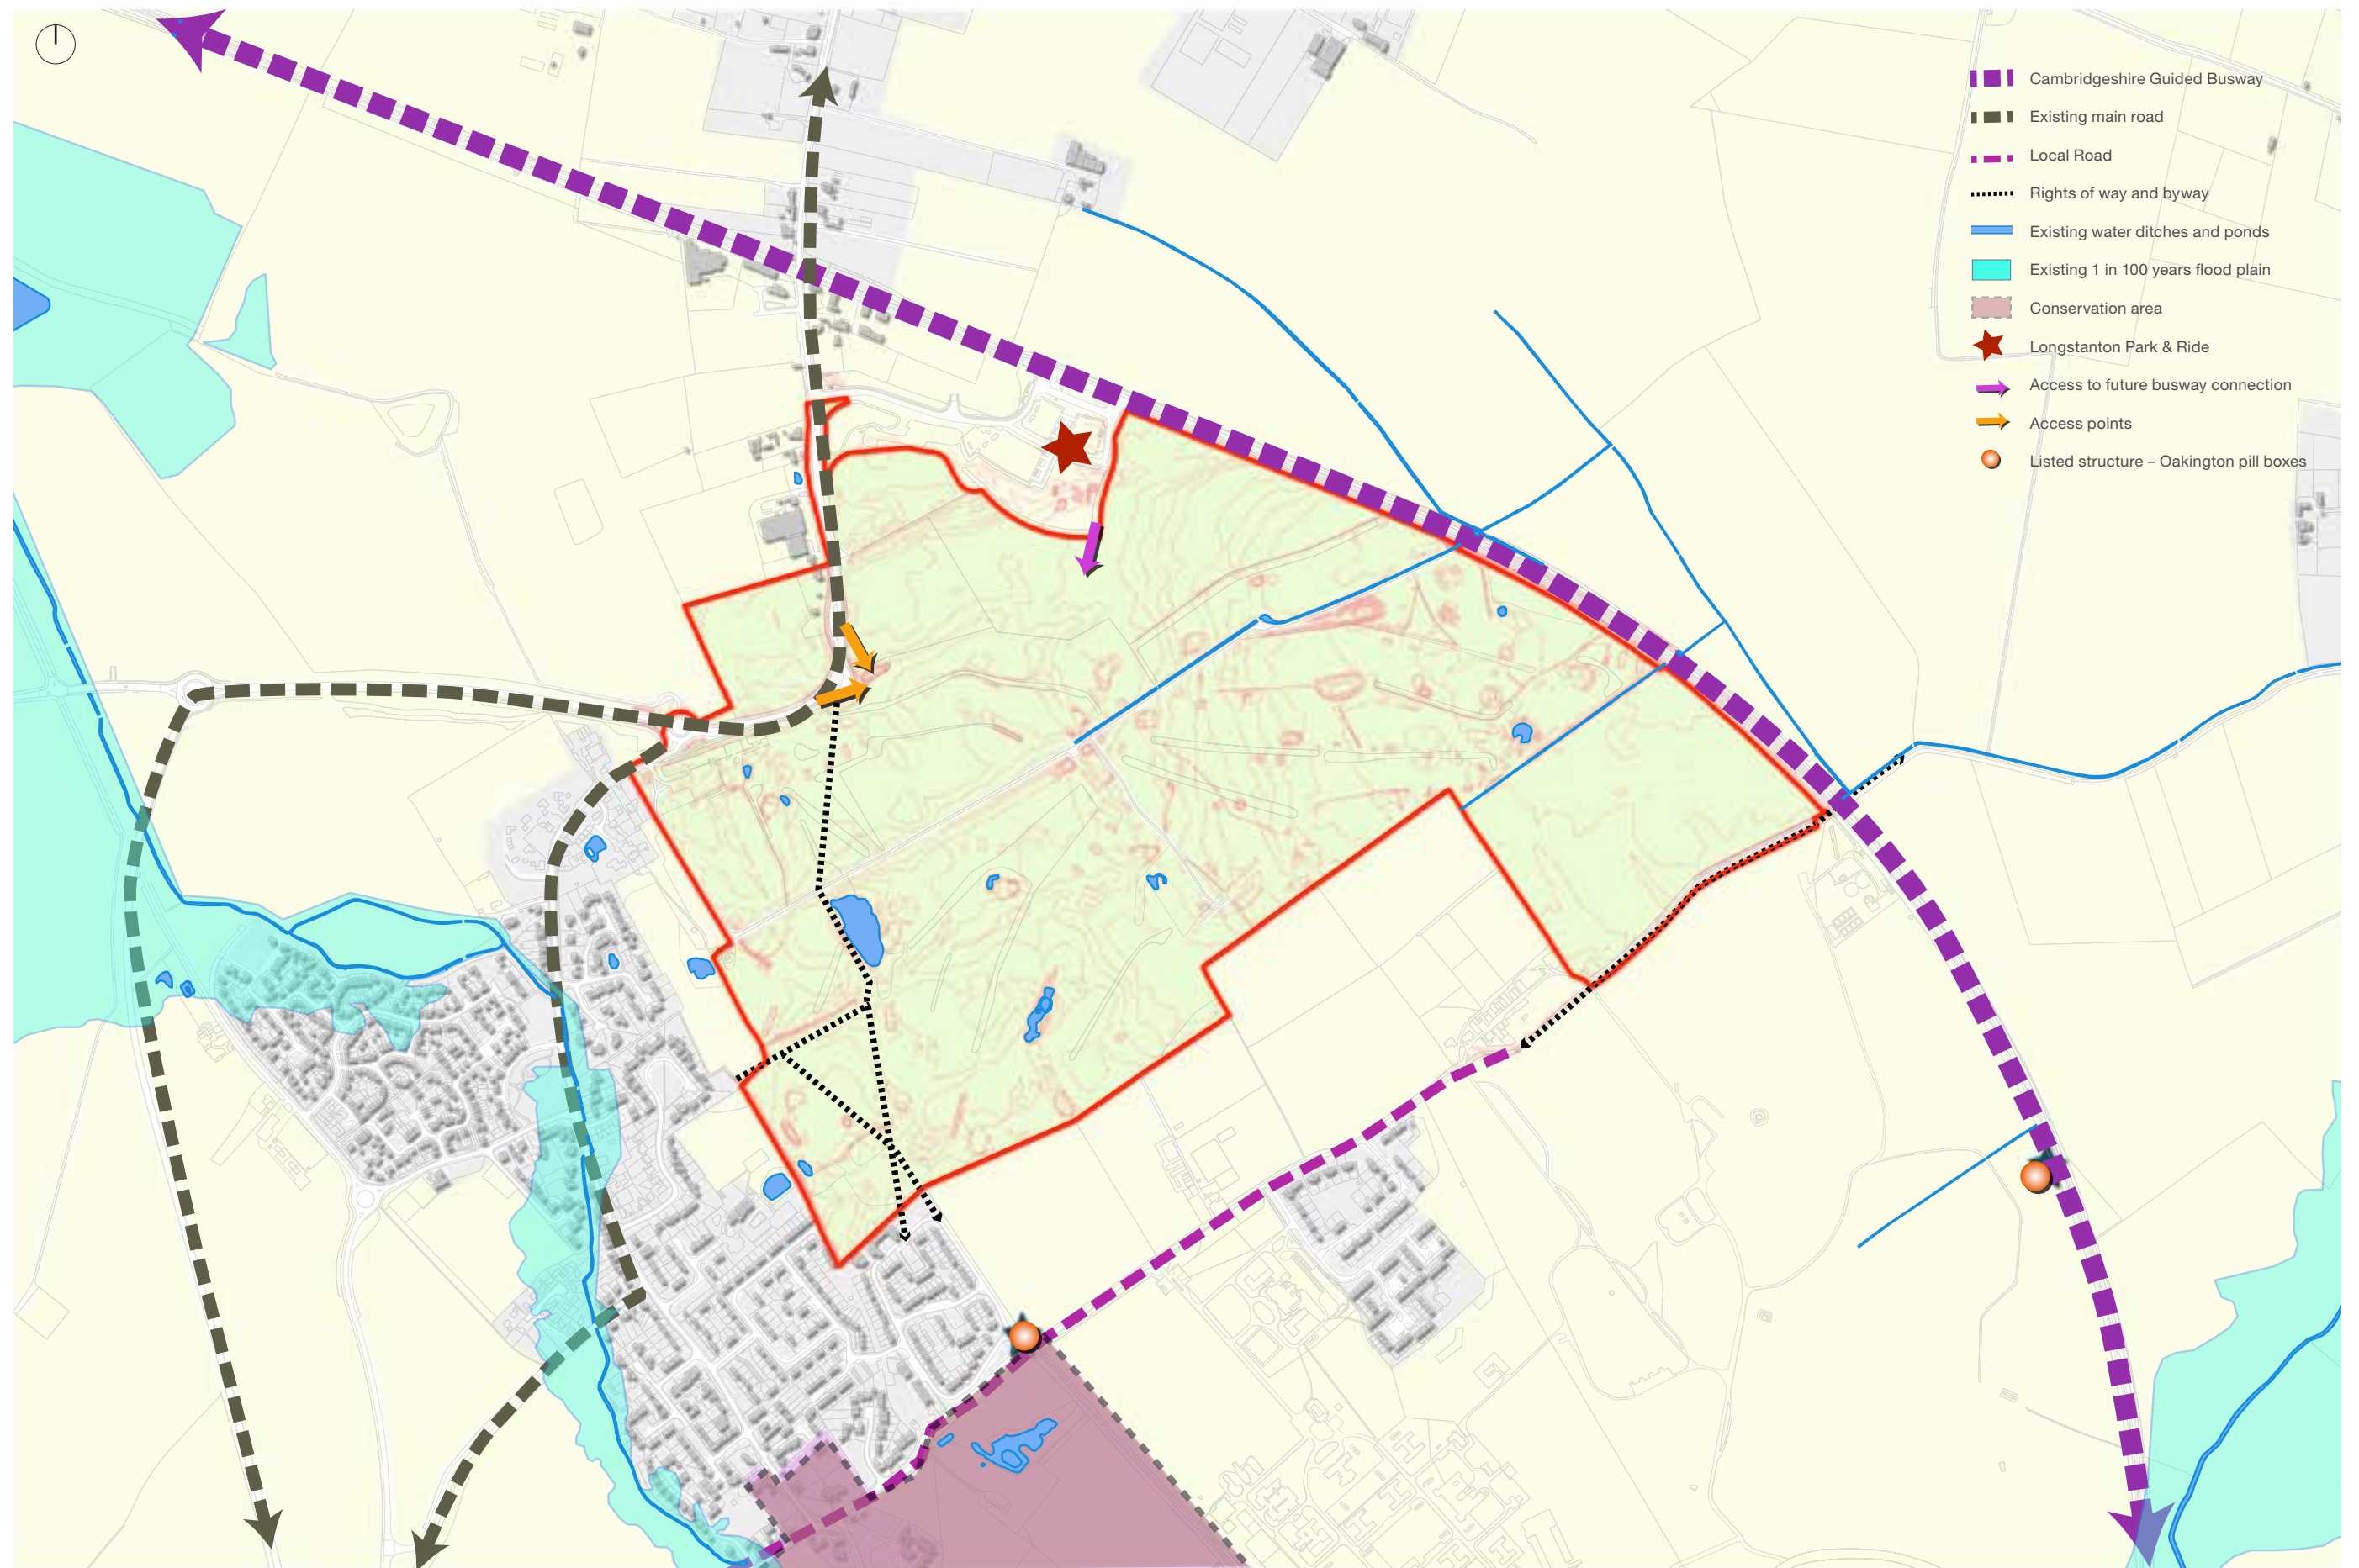 Cambridgeshire Guided Busway
Existing main road
Local Road
Rights of way and byway
Existing water ditches and ponds
Existing 1 in 100 years flood plain
Conservation area
Longstanton Park & Ride
Access to future busway connection
Access points
Listed structure – Oakington pill boxes